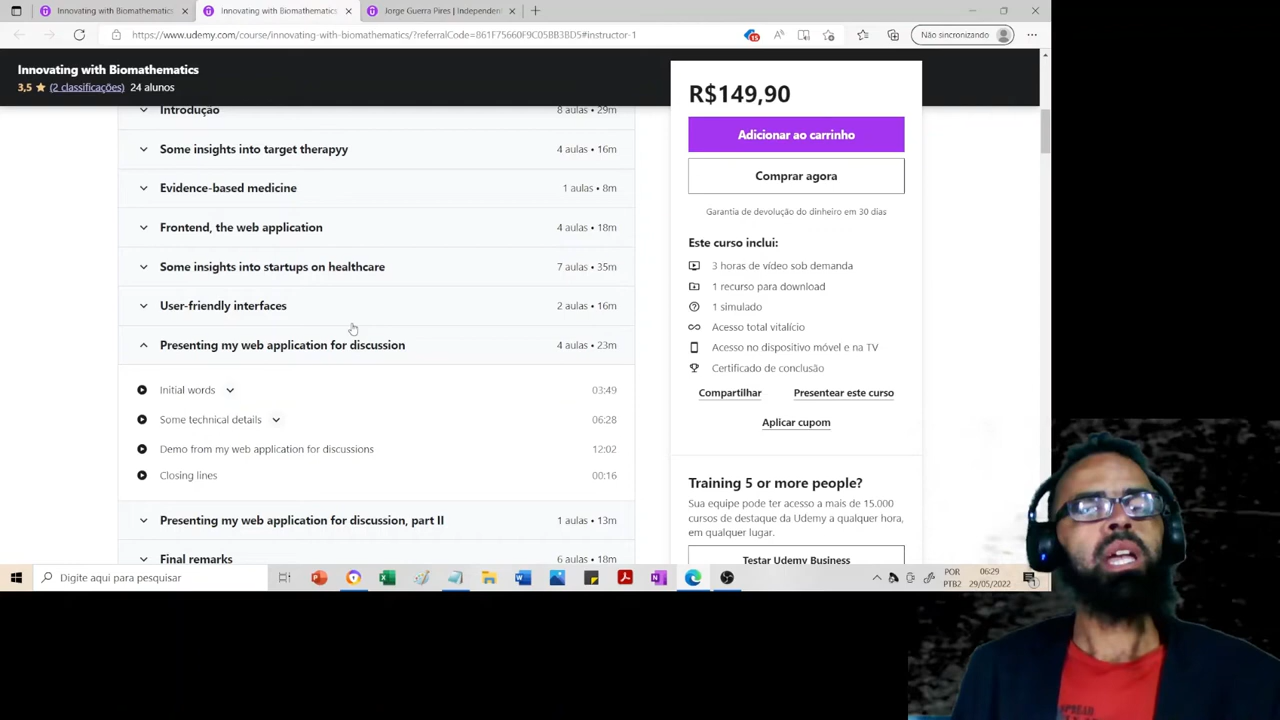 Innovating with Biomathematics
Innovating with Biomathematics
Jorge Guerra Pires | Independen
https://www.udemy.com/course/innovating-with-biomathematics/?referralCode=861F75660F9C05BB3BD5#instructor-1
15
Não sincronizando
Innovating with Biomathematics
3,5 ★ (2 classificações) 24 alunos
Introdução 8 aulas • 29m
Some insights into target therapyy 4 aulas • 16m
Evidence-based medicine 1 aulas • 8m
Frontend, the web application 4 aulas • 18m
Some insights into startups on healthcare 7 aulas • 35m
User-friendly interfaces 2 aulas • 16m
Presenting my web application for discussion 4 aulas • 23m
Initial words 03:49
Some technical details 06:28
Demo from my web application for discussions 12:02
Closing lines 00:16
Presenting my web application for discussion, part II 1 aulas • 13m
Final remarks 6 aulas • 18m
R$149,90
Adicionar ao carrinho
Comprar agora
Garantia de devolução do dinheiro em 30 dias
Este curso inclui:
3 horas de vídeo sob demanda
1 recurso para download
1 simulado
Acesso total vitalício
Acesso no dispositivo móvel e na TV
Certificado de conclusão
Compartilhar Presentear este curso
Aplicar cupom
Training 5 or more people?
Sua equipe pode ter acesso a mais de 15.000
cursos de destaque da Udemy a qualquer hora,
em qualquer lugar.
Testar Udemy Business
Digite aqui para pesquisar
POR
PTB2
06:29
29/05/2022
SPREAD